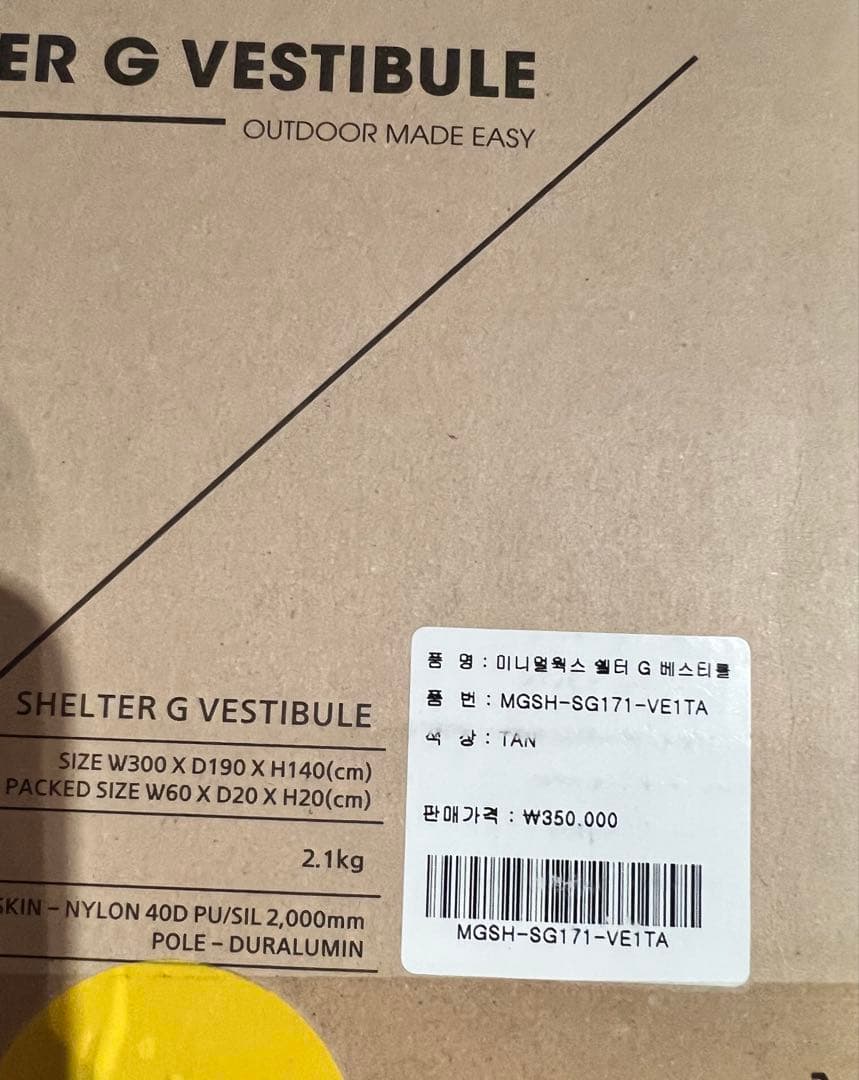 ER G VESTIBULE
OUTDOOR MADE EASY
SHELTER G VESTIBULE
SIZE W300 X D190 X H140(cm)
PACKED SIZE W60 X D20 X H20(cm)
2.1kg
SKIN – NYLON 40D PU/SIL 2,000mm
POLE – DURALUMIN
품 명 : 미니멀웍스 쉘터 G 베스티블
품 번 : MGSH-SG171-VE1TA
색 상 : TAN
판매가격 : ₩350.000
MGSH-SG171-VE1TA